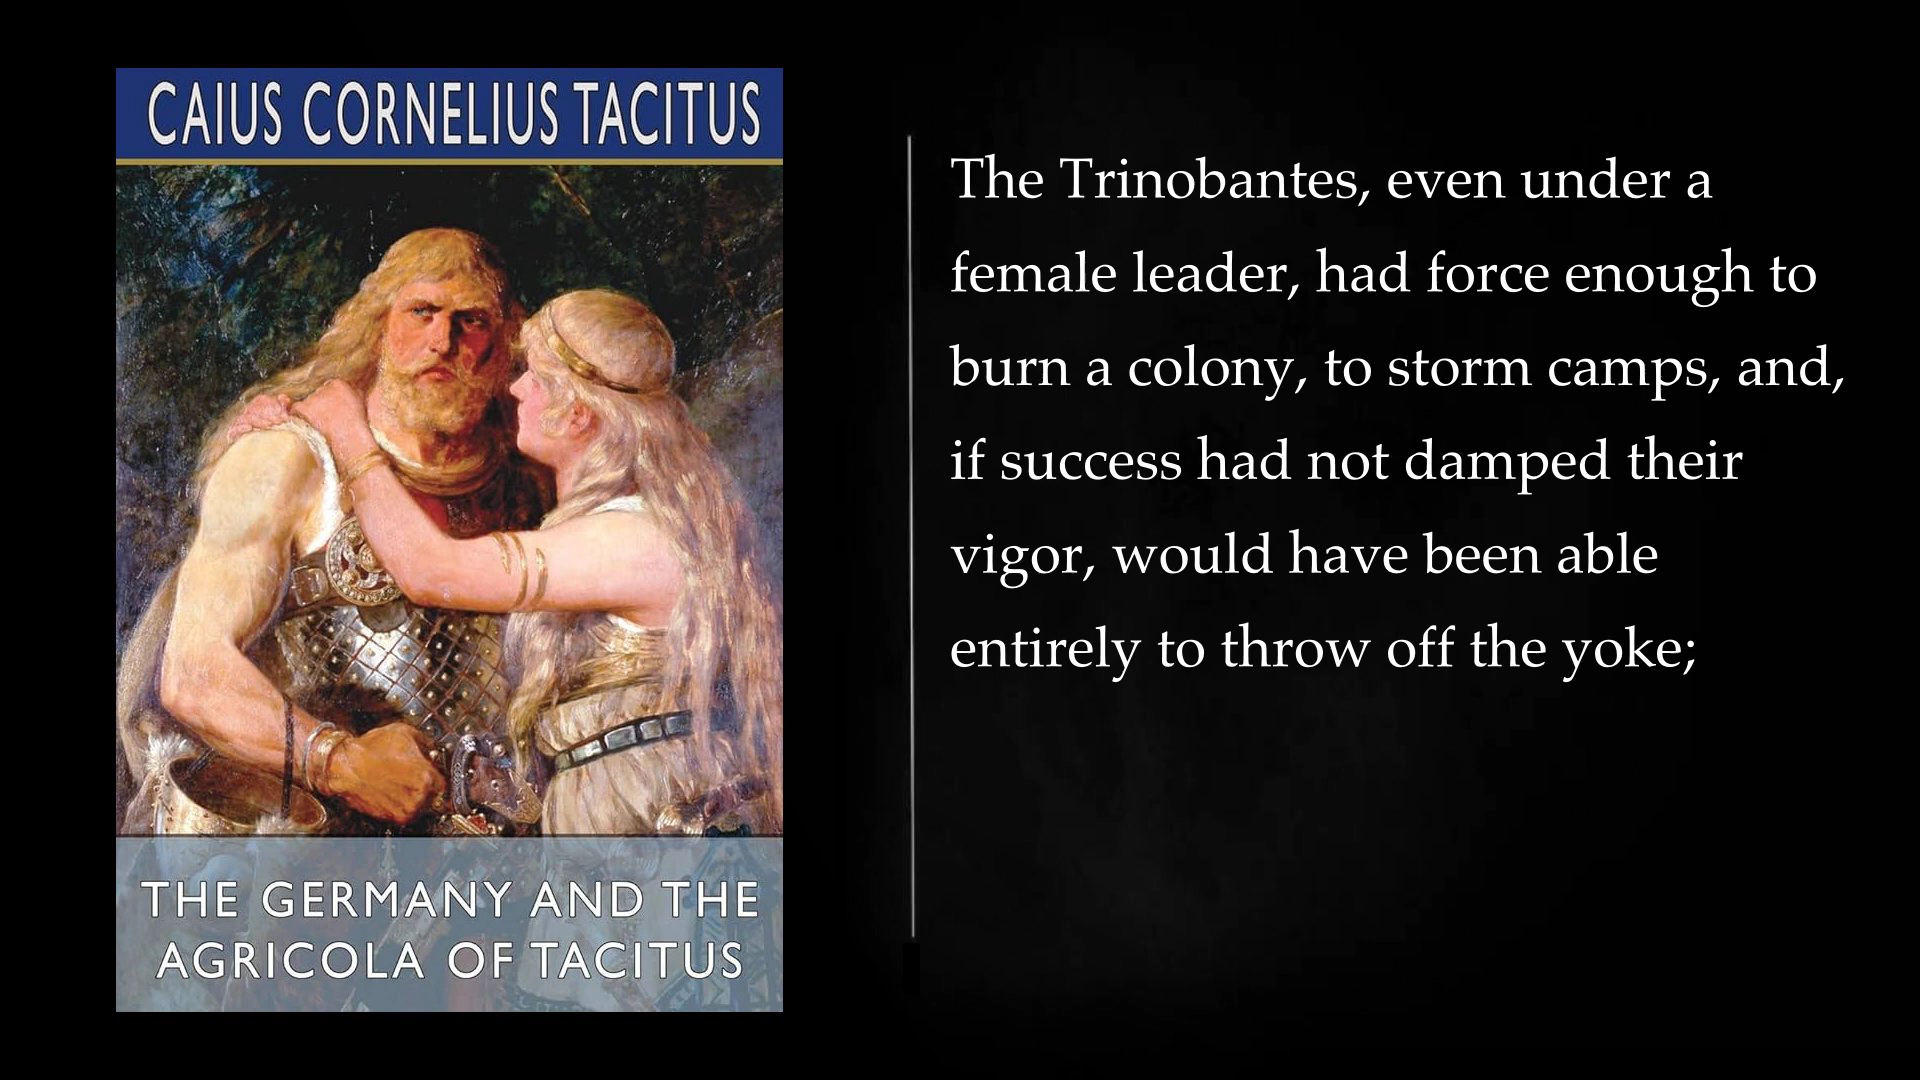 CAIUS CORNELIUS TACITUS
THE GERMANY AND THE
AGRICOLA OF TACITUS
The Trinobantes, even under a
female leader, had force enough to
burn a colony, to storm camps, and,
if success had not damped their
vigor, would have been able
entirely to throw off the yoke;